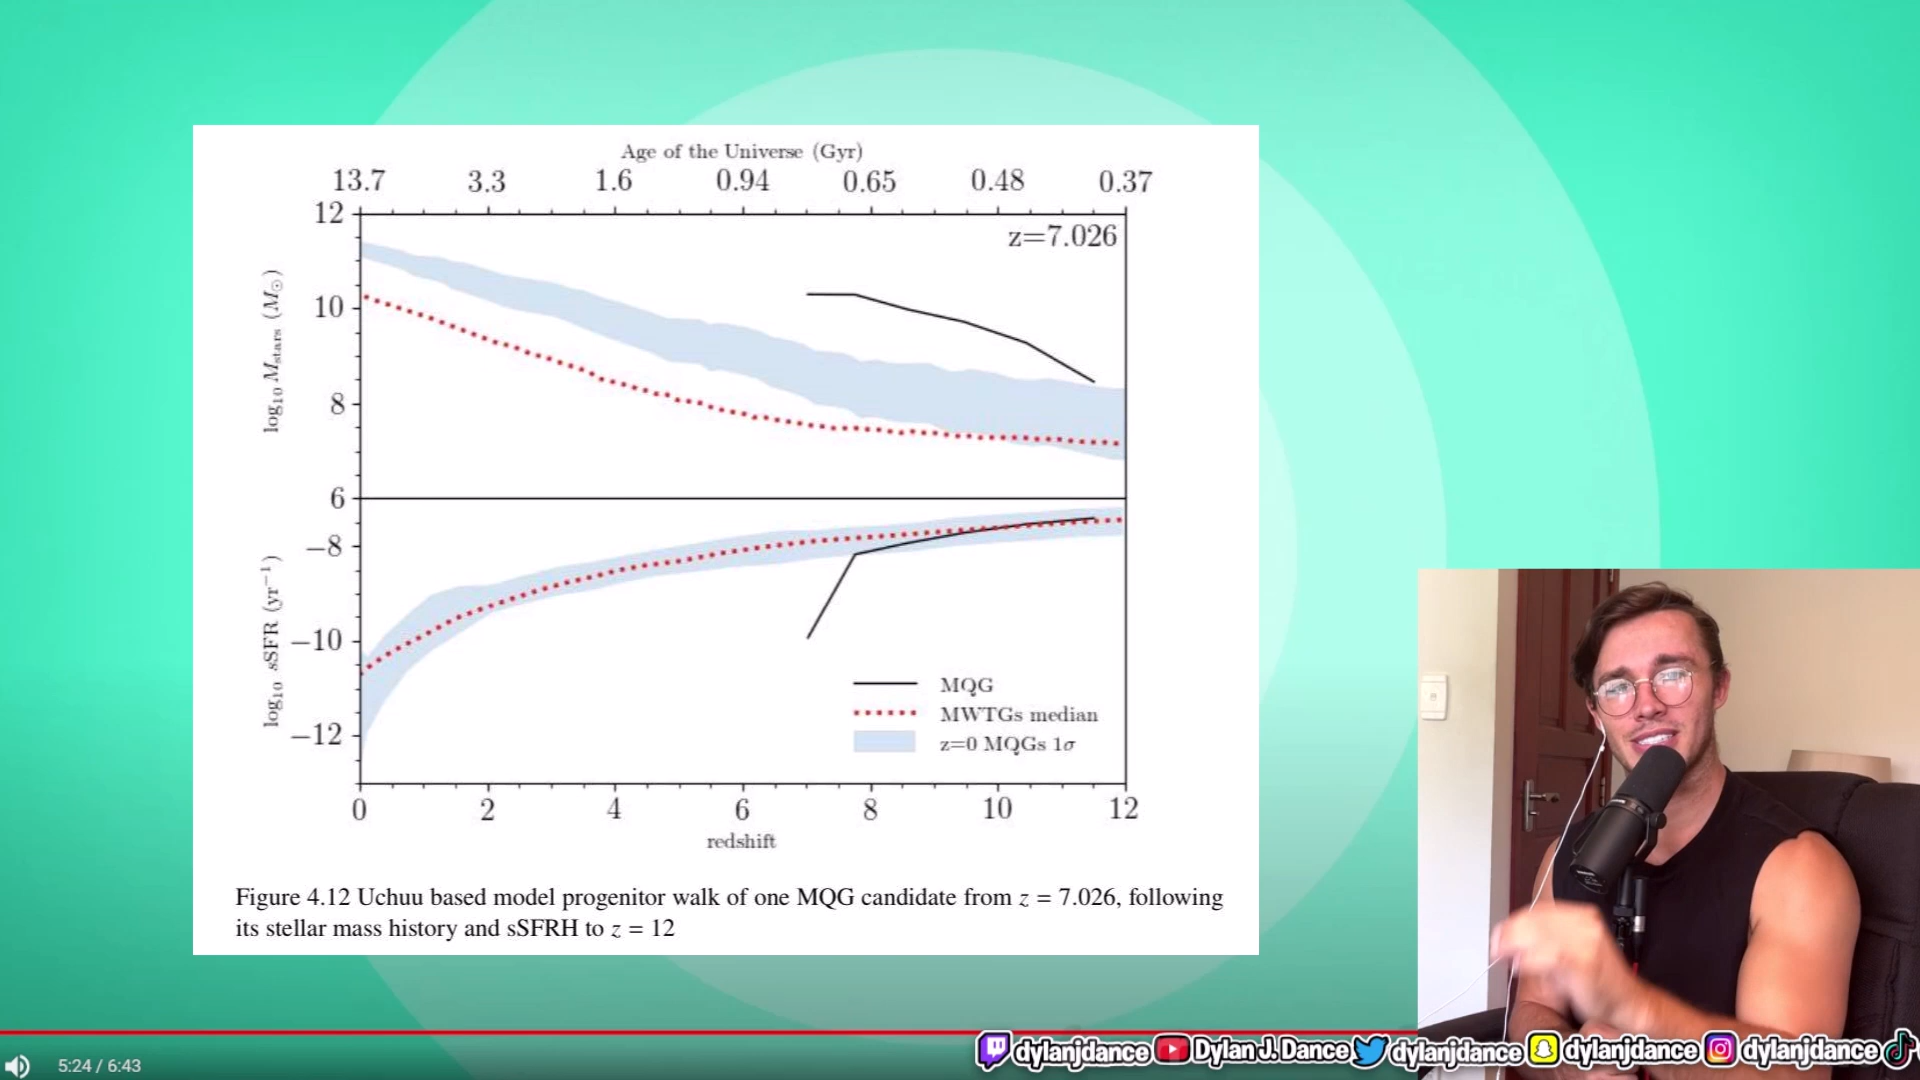 Age of the Universe (Gyr)
13.7 3.3 1.6 0.94 0.65 0.48 0.37
12
z=7.026
10
8
6
log₁₀ Mstars (M☉)
−8
−10
−12
log₁₀ sSFR (yr⁻¹)
MQG
MWTGs median
z=0 MQGs 1σ
0 2 4 6 8 10 12
redshift
Figure 4.12 Uchuu based model progenitor walk of one MQG candidate from z = 7.026, following
its stellar mass history and sSFRH to z = 12
5:24 / 6:43
dylanjdance Dylan J. Dance dylanjdance dylanjdance dylanjdance